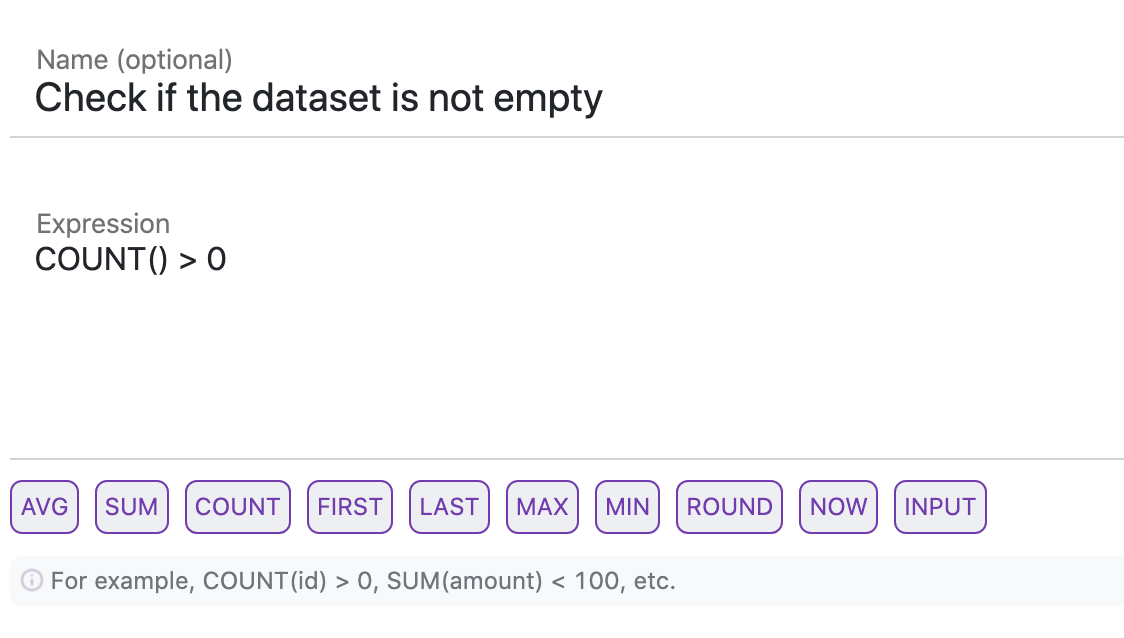 Name (optional)
Check if the dataset is not empty
Expression
COUNT() > 0
AVG SUM COUNT FIRST LAST MAX MIN ROUND NOW INPUT
For example, COUNT(id) > 0, SUM(amount) < 100, etc.